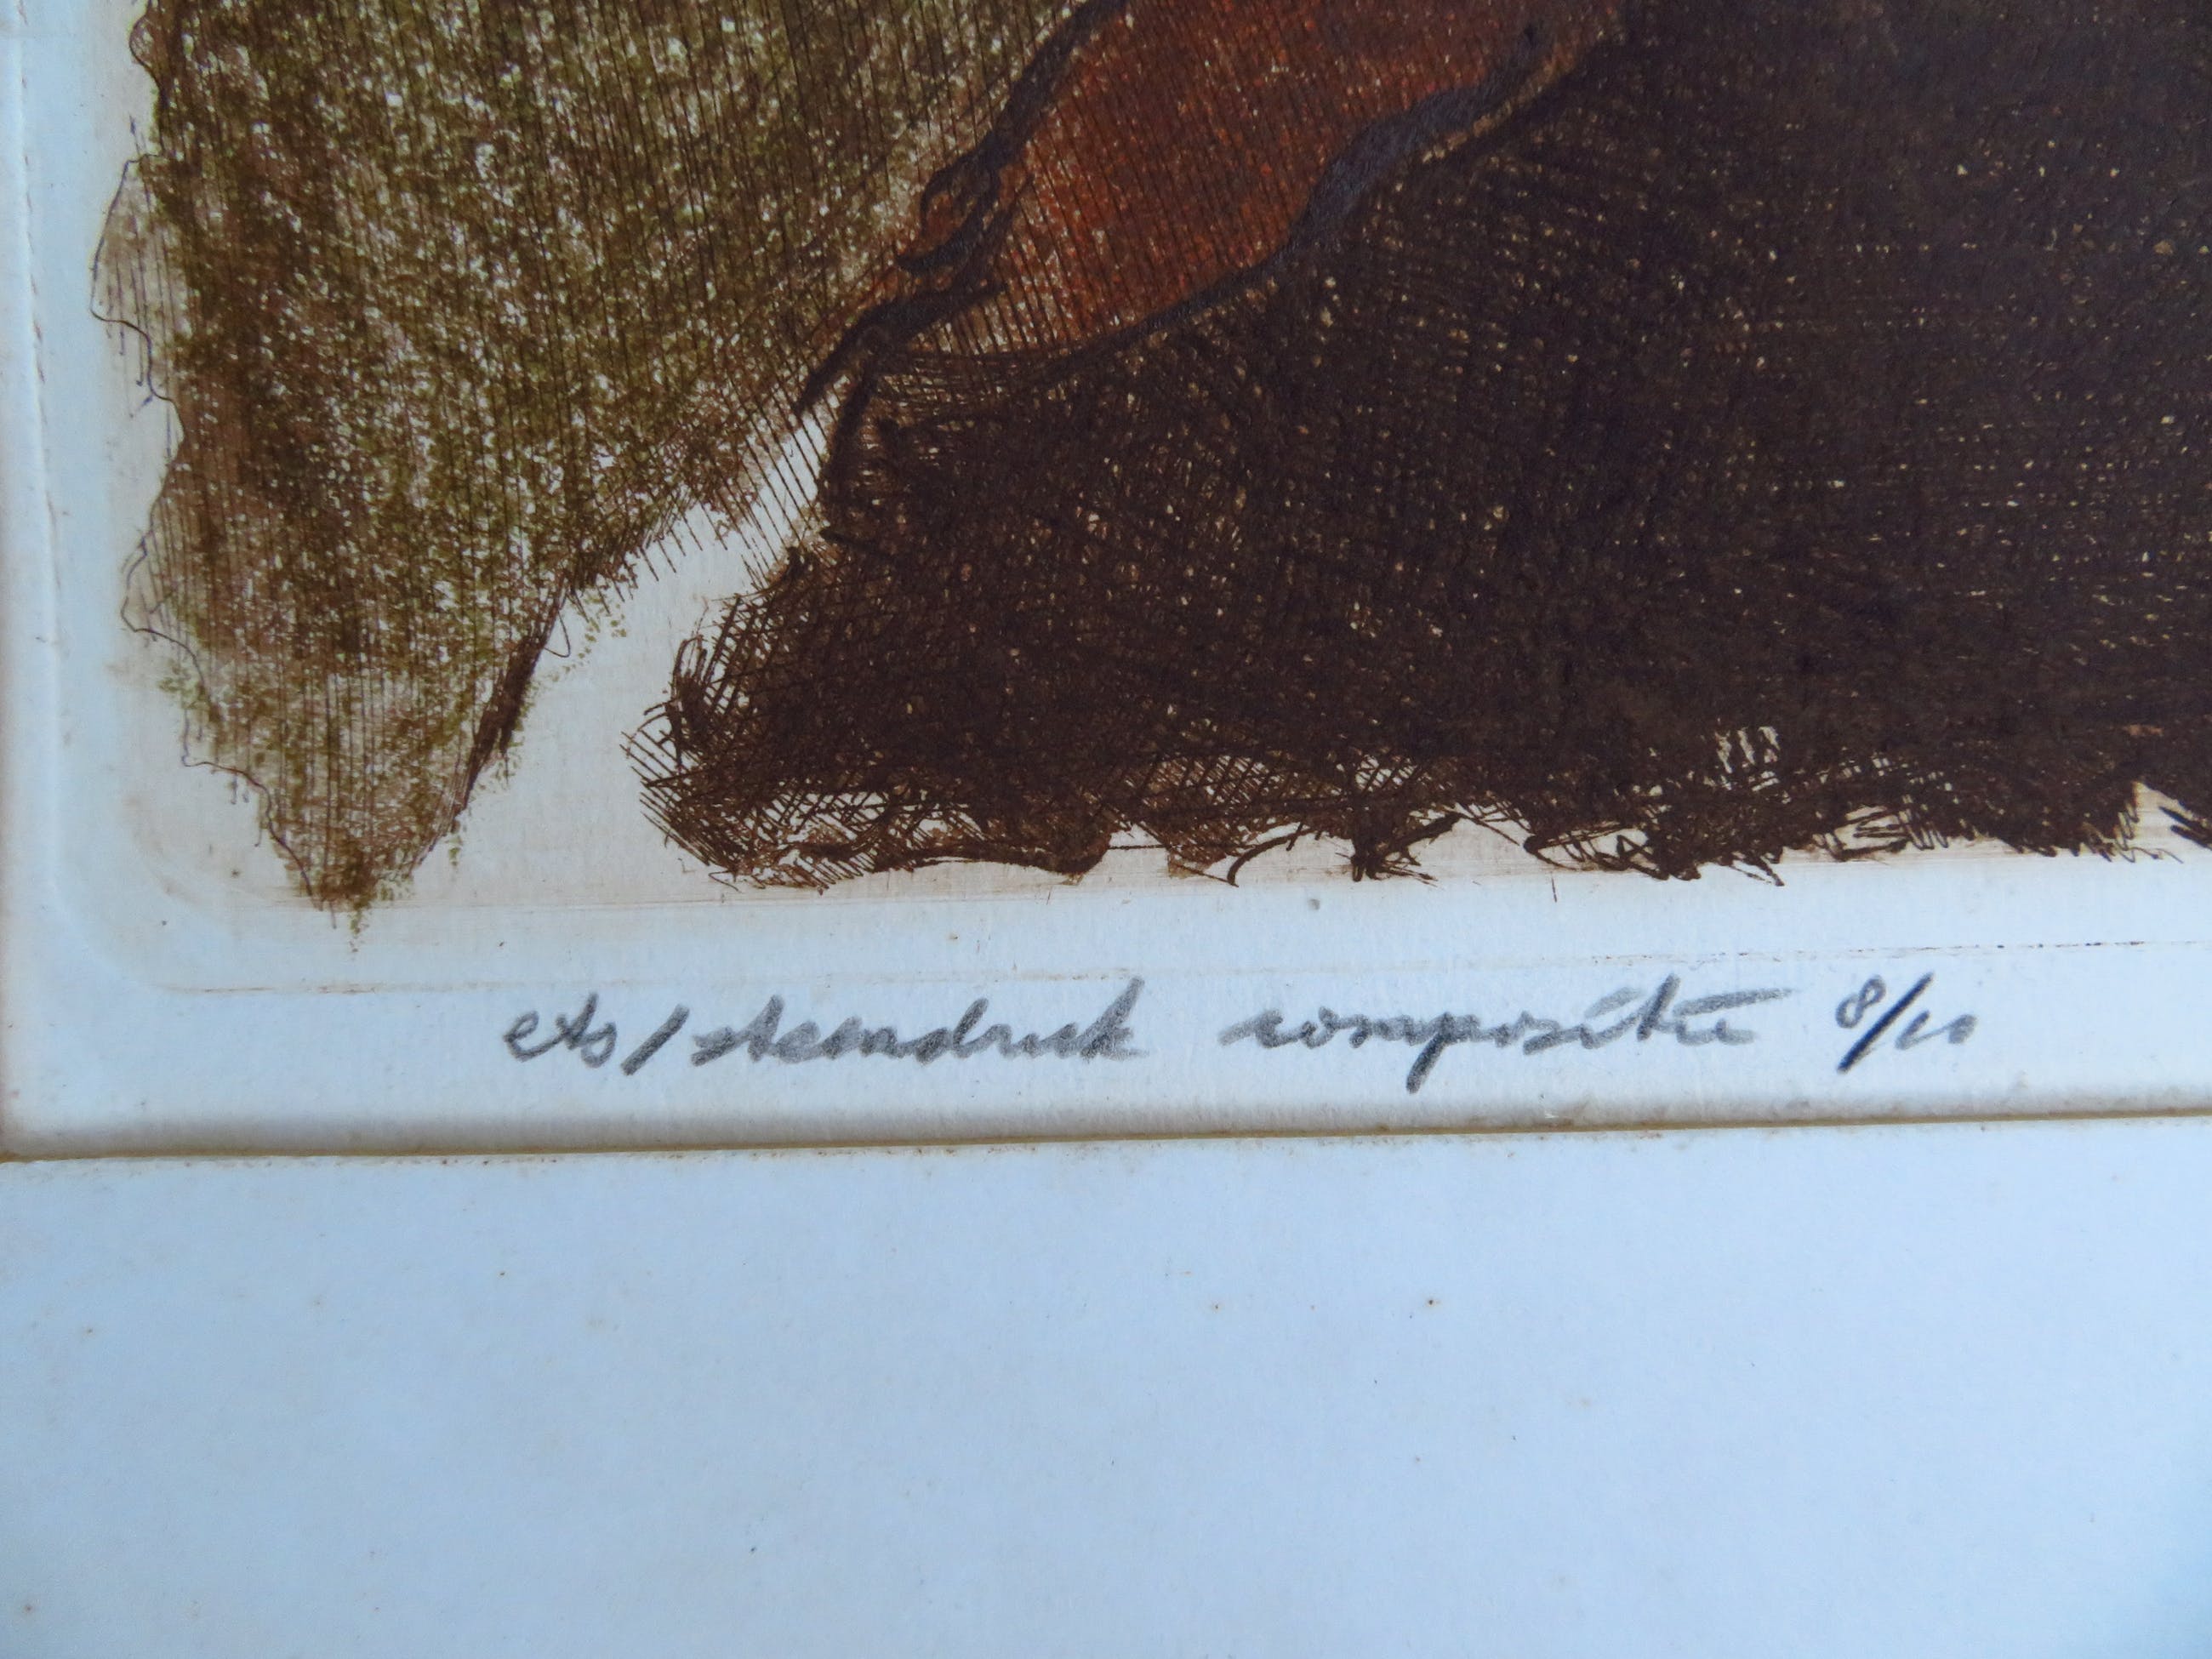 ets/steendruk compositie 8/10